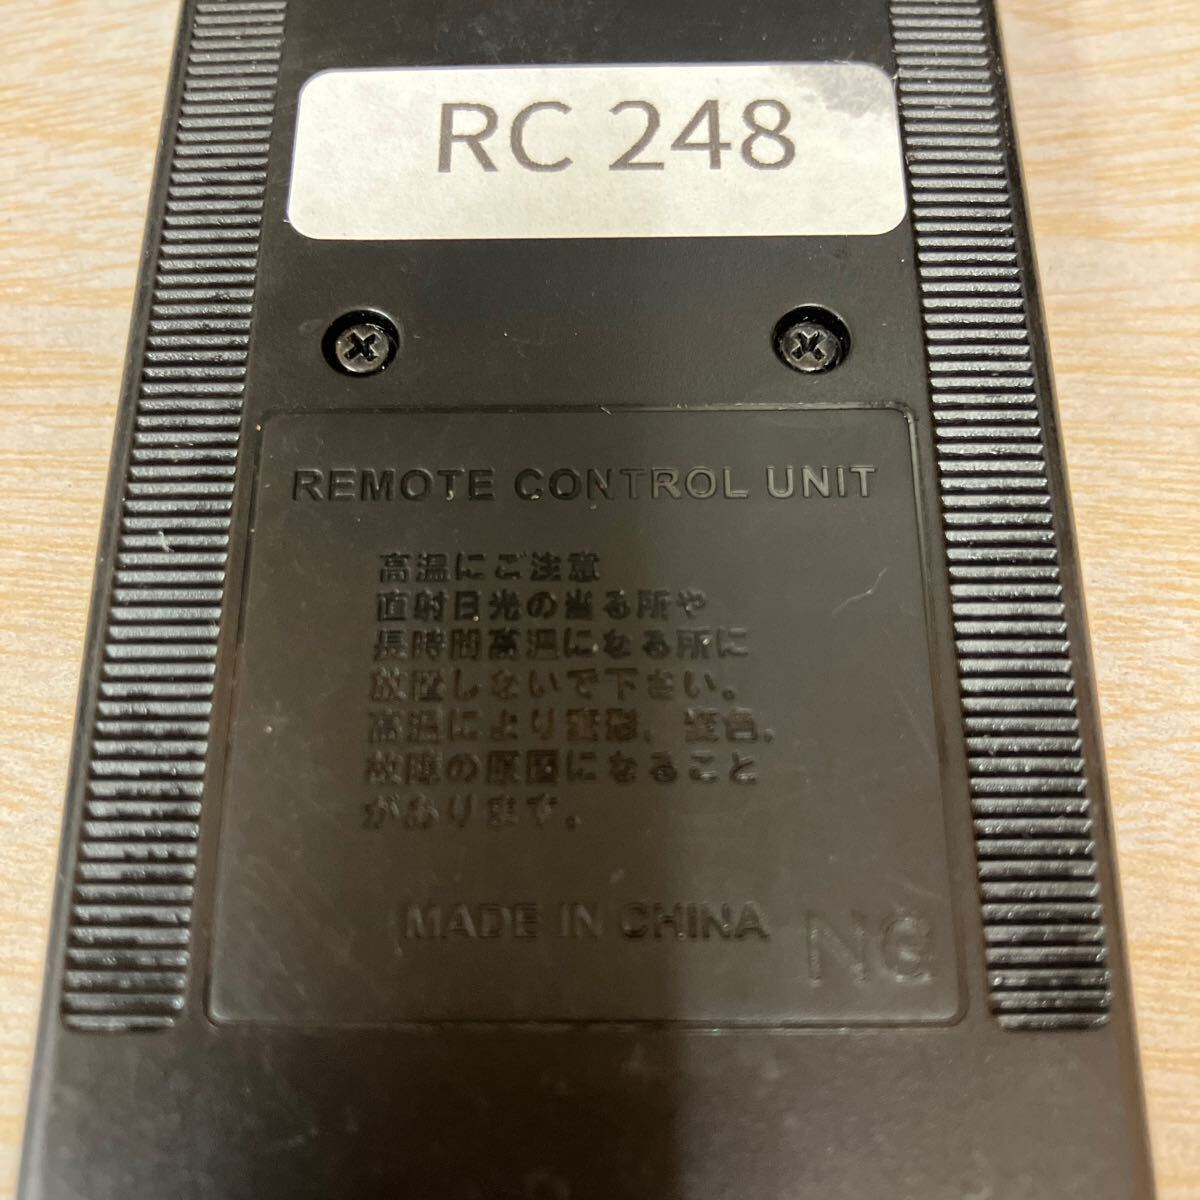 RC 248
REMOTE CONTROL UNIT
高温にご注意
直射日光の当る所や
長時間高温になる所に
放置しないで下さい。
高温により変形、変色、
故障の原因になること
があります。
MADE IN CHINA
NG